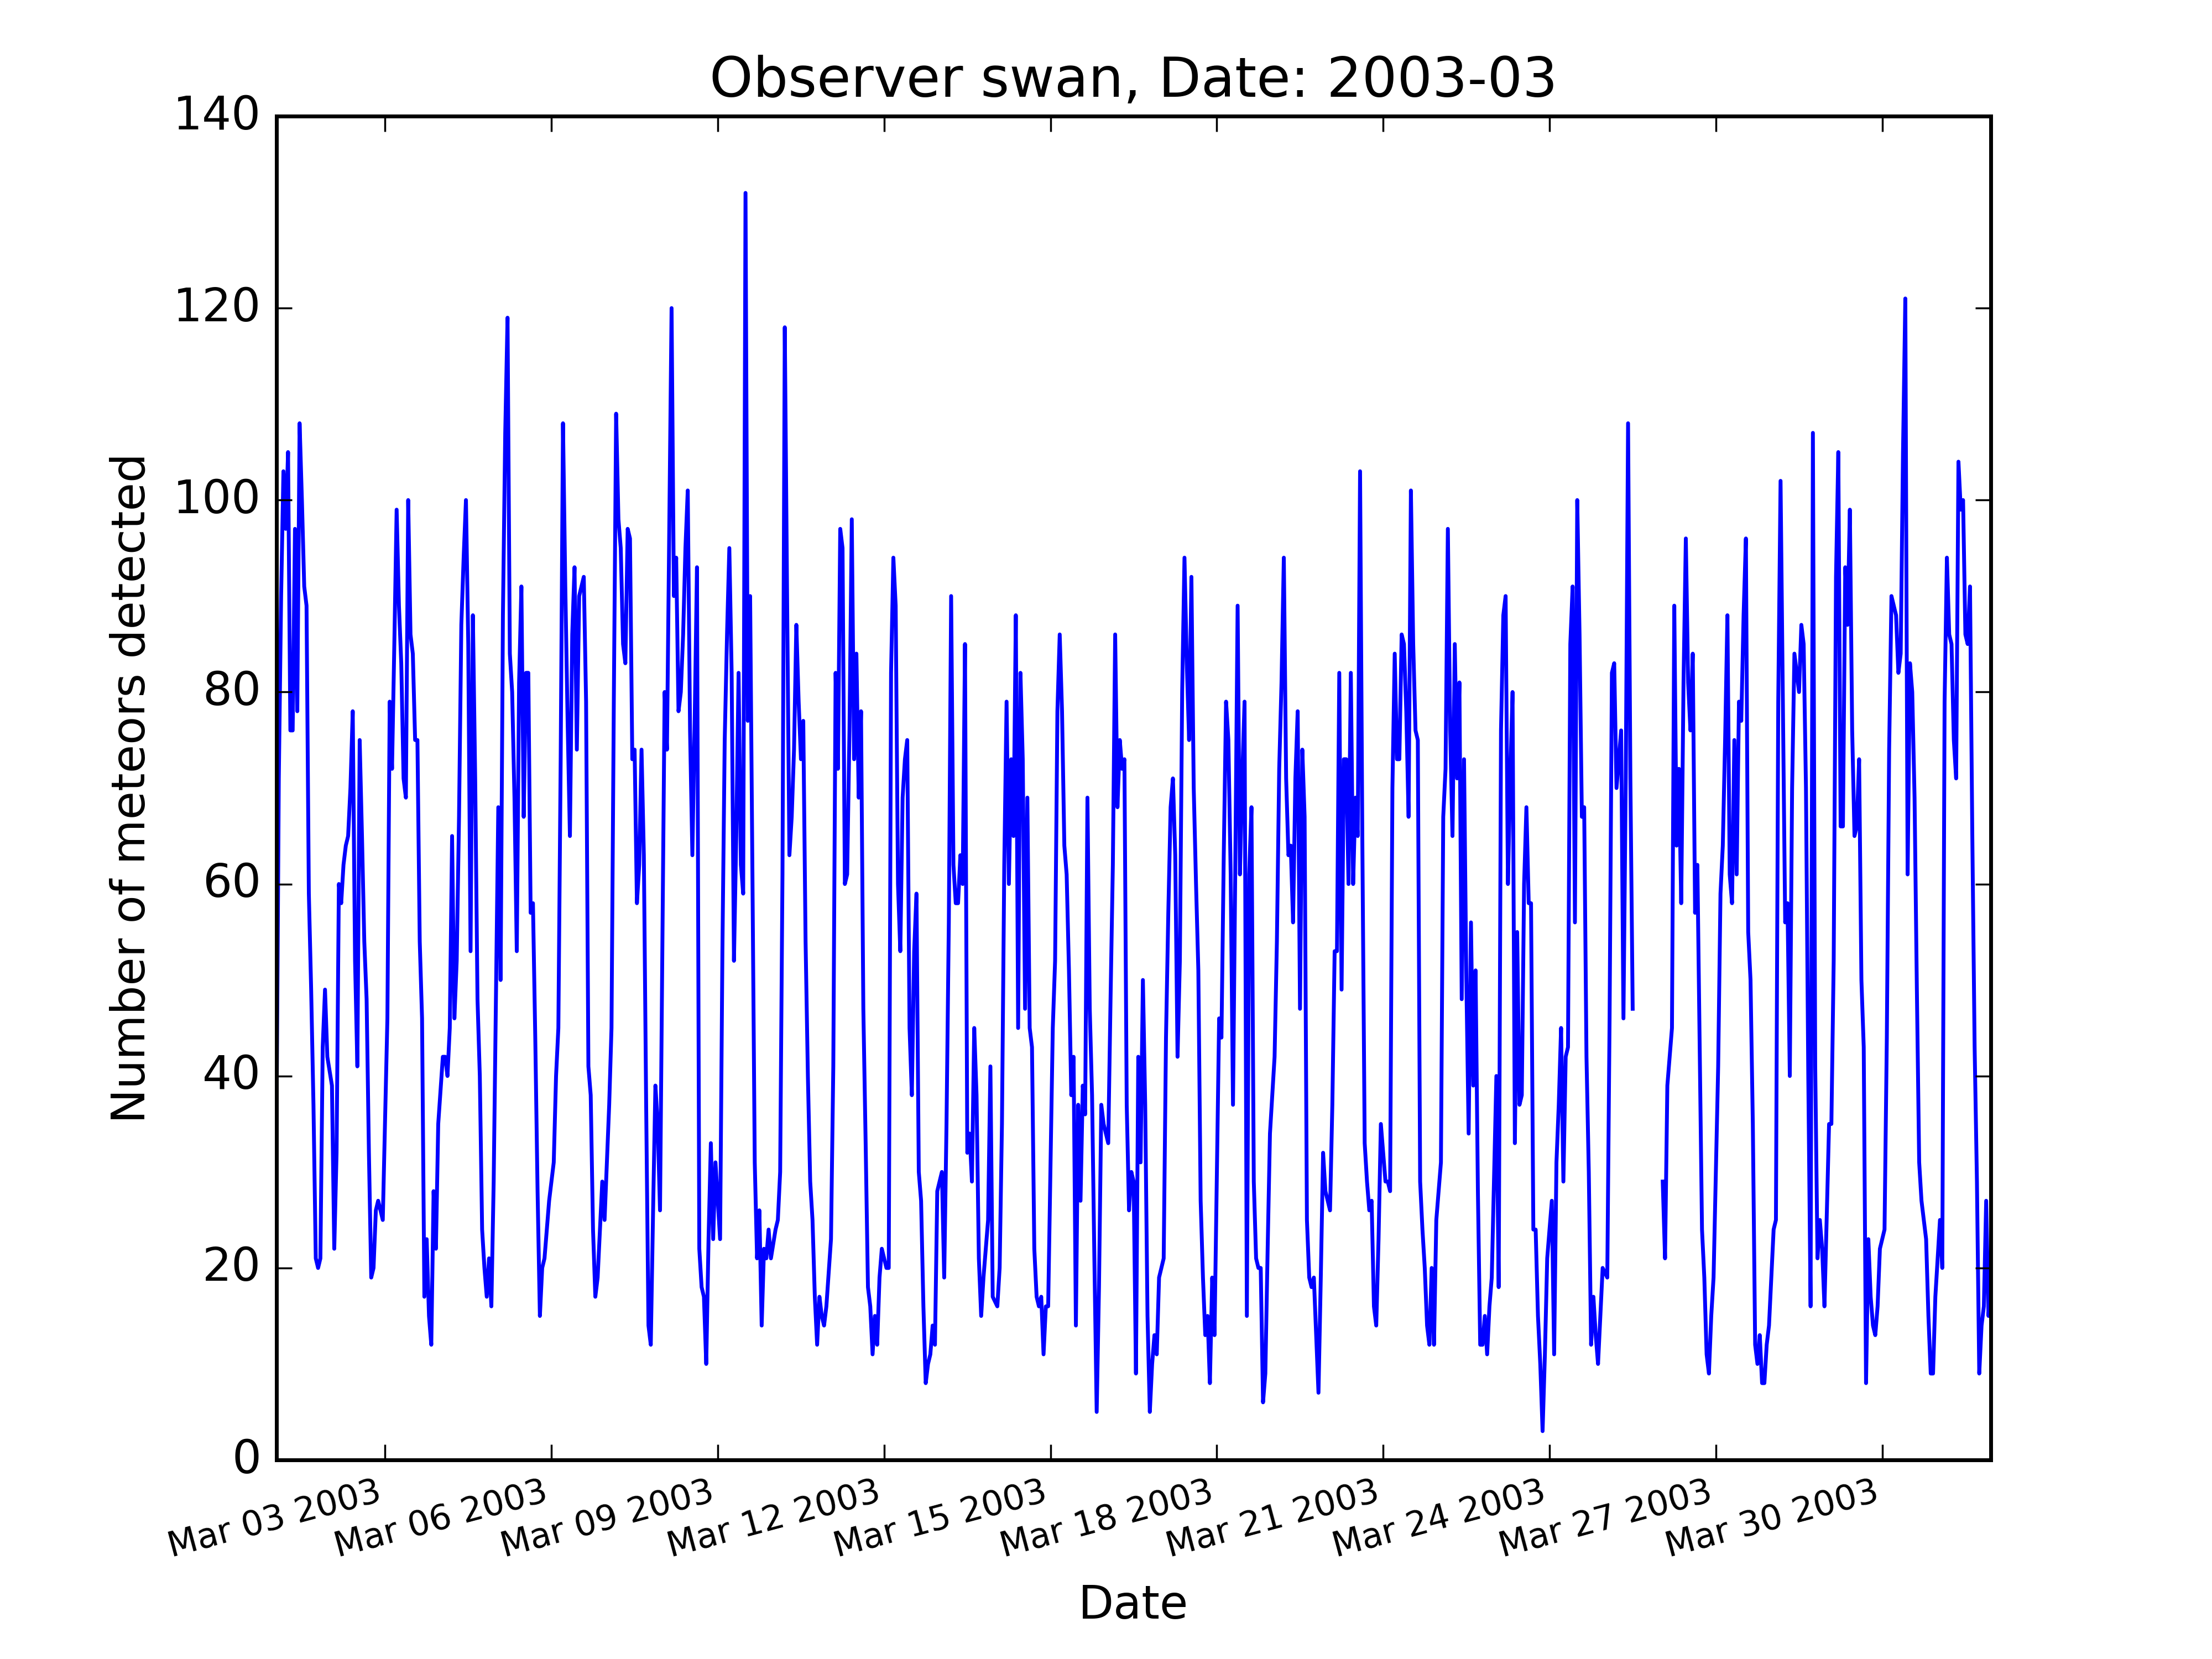 Observer swan, Date: 2003-03
140
120
100
80
60
40
20
0
Number of meteors detected
Mar 03 2003
Mar 06 2003
Mar 09 2003
Mar 12 2003
Mar 15 2003
Mar 18 2003
Mar 21 2003
Mar 24 2003
Mar 27 2003
Mar 30 2003
Date